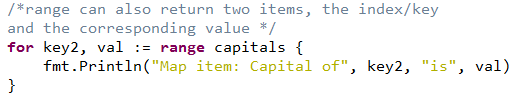 /*range can also return two items, the index/key
and the corresponding value */
for key2, val := range capitals {
    fmt.Println("Map item: Capital of", key2, "is", val)
}